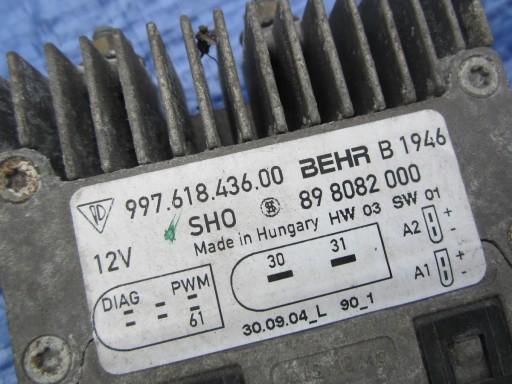 997.618.436.00 BEHR B 1946
SHO 89 8082 000
12V Made in Hungary HW 03 SW 01
30 31 A2 + -
DIAG PWM A1 + -
61
30.09.04_L 90_1